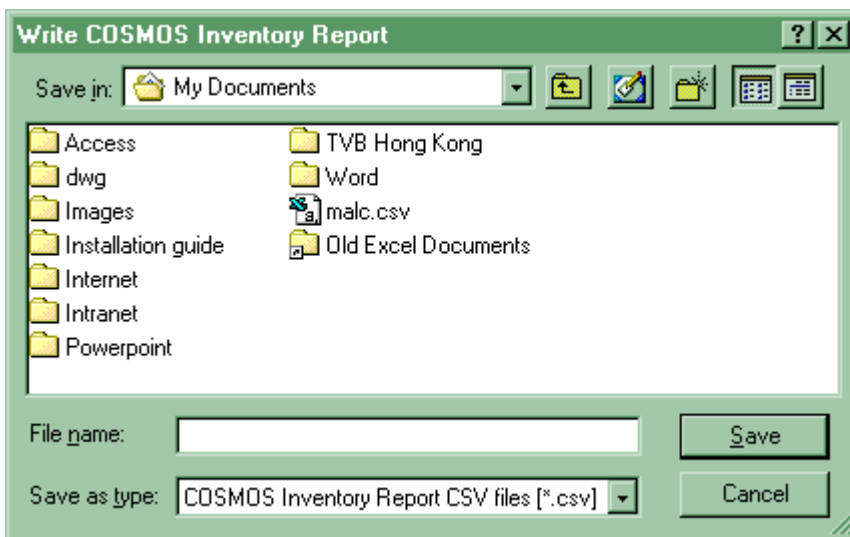 Write COSMOS Inventory Report
Save in: My Documents
Access
dwg
Images
Installation guide
Internet
Intranet
Powerpoint
TVB Hong Kong
Word
malc.csv
Old Excel Documents
File name:
Save
Save as type: COSMOS Inventory Report CSV files [*.csv]
Cancel